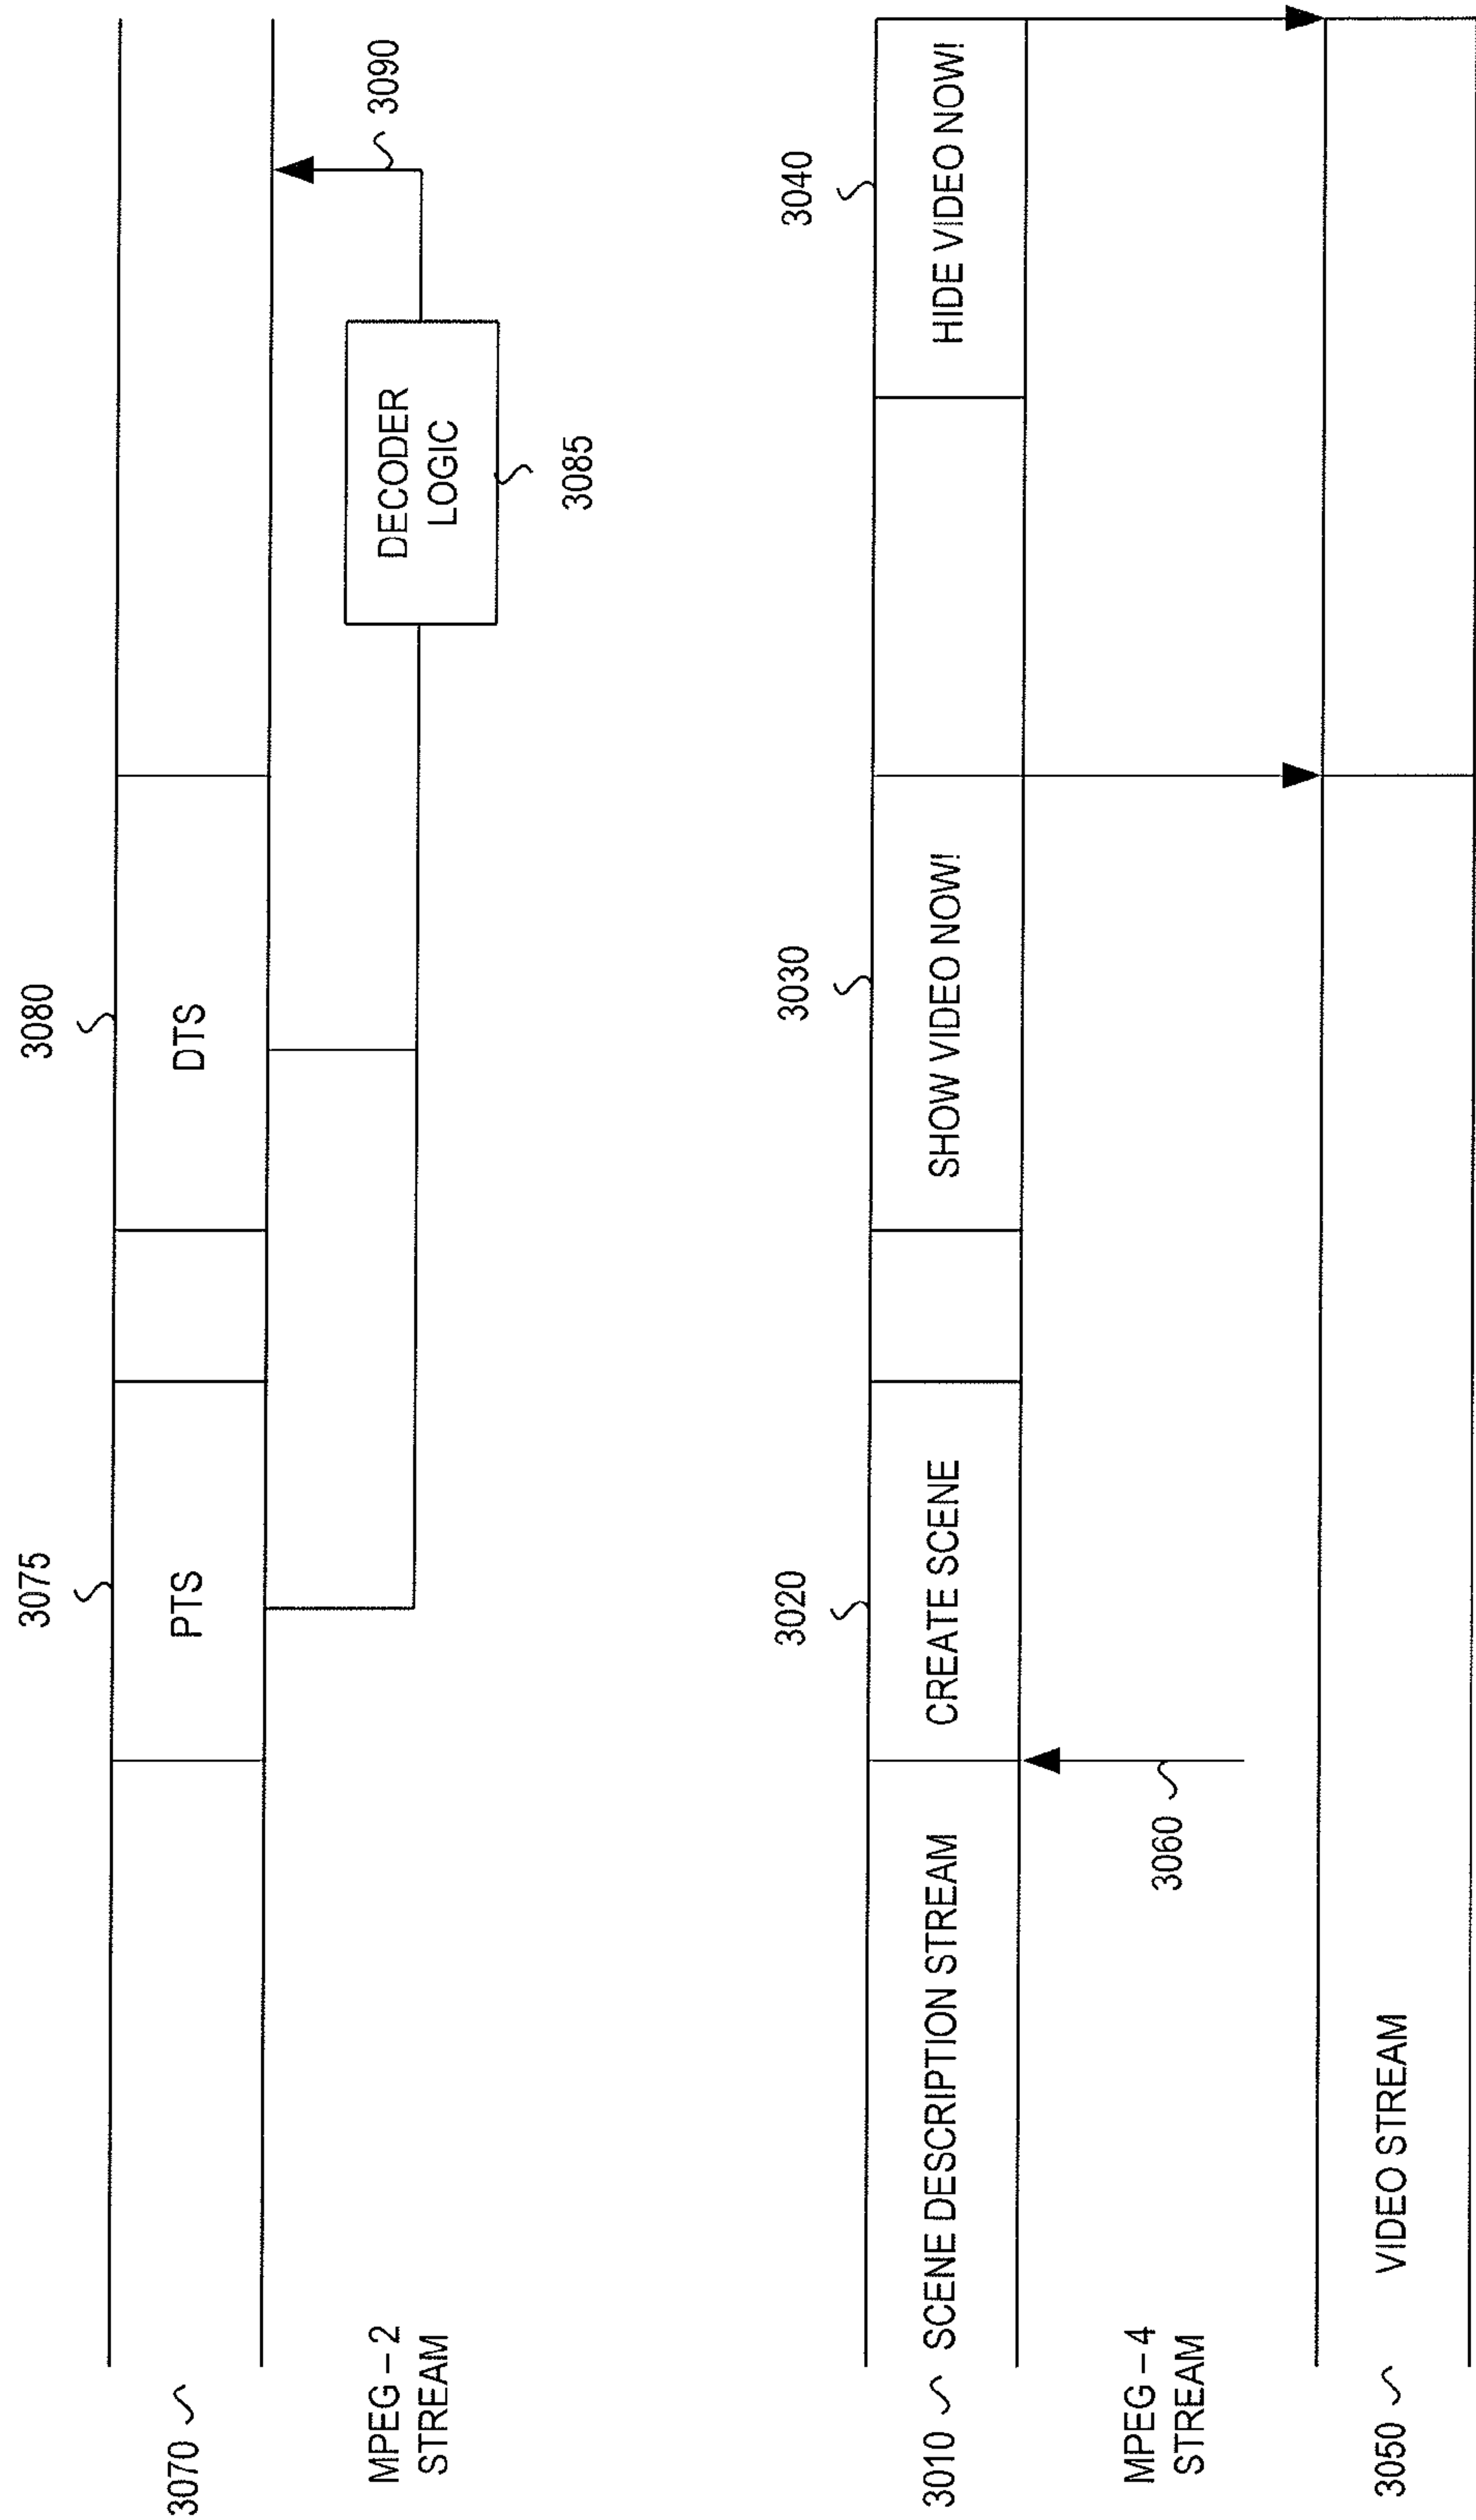 3075
3080
3070
PTS
DTS
3090
MPEG – 2
STREAM
DECODER
LOGIC
3085
3020
3030
3040
3010
SCENE DESCRIPTION STREAM
CREATE SCENE
SHOW VIDEO NOW!
HIDE VIDEO NOW!
MPEG – 4
STREAM
3060
3050
VIDEO STREAM